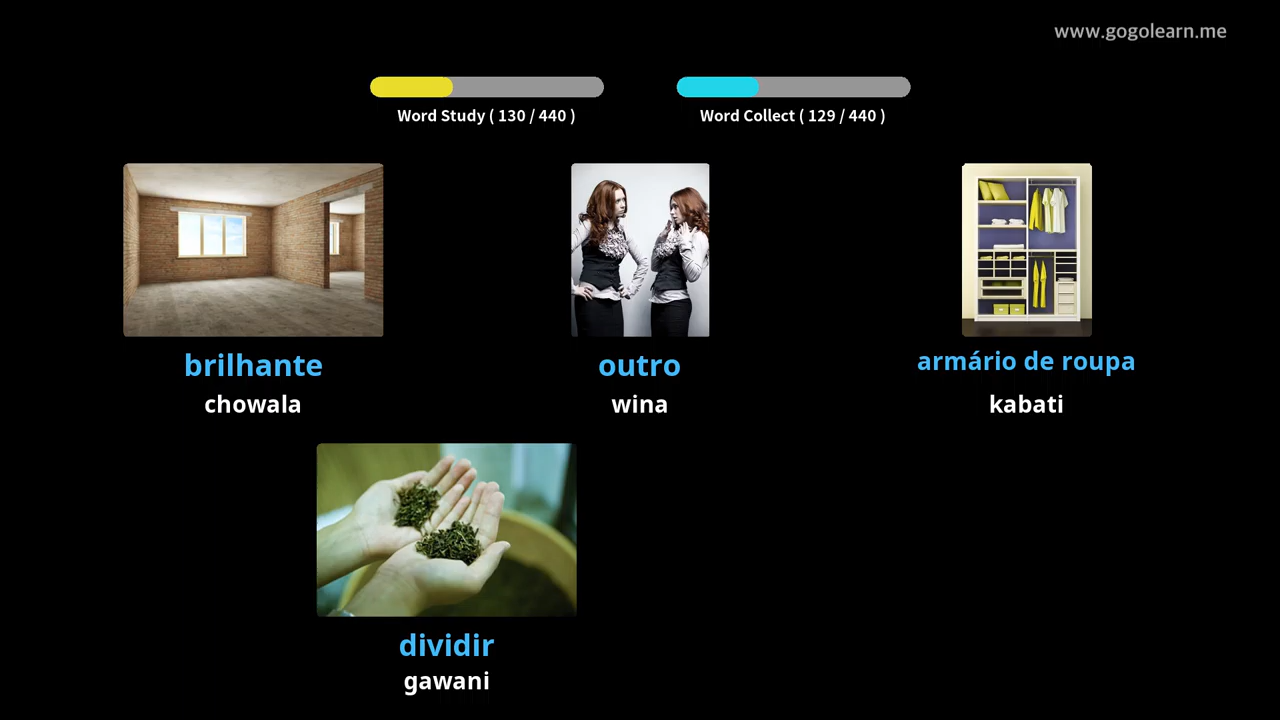 www.gogolearn.me
Word Study ( 130 / 440 )
Word Collect ( 129 / 440 )
brilhante
chowala
outro
wina
armário de roupa
kabati
dividir
gawani